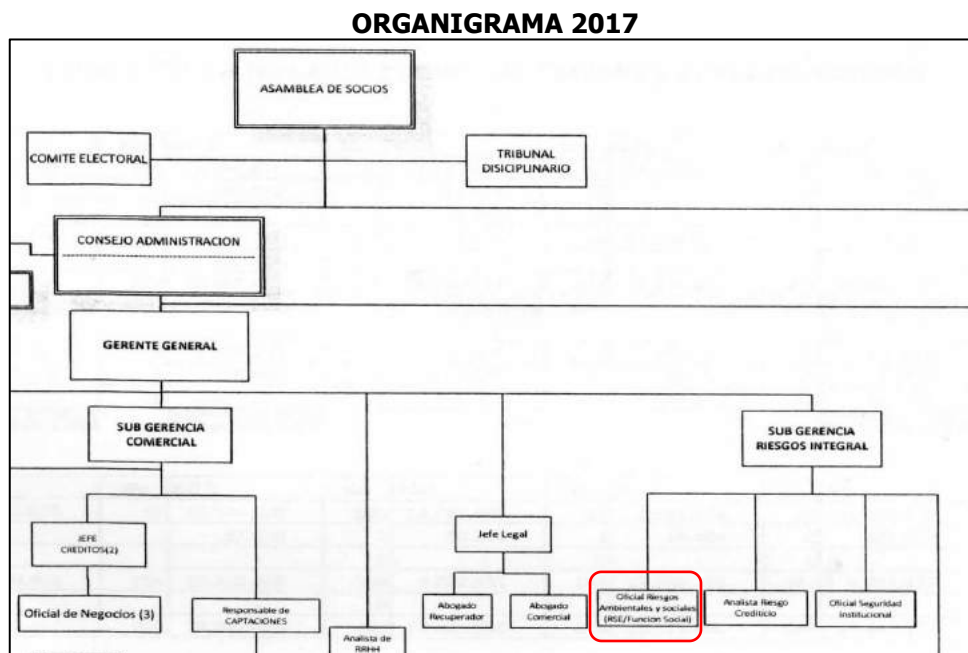 ORGANIGRAMA 2017
ASAMBLEA DE SOCIOS
COMITE ELECTORAL
TRIBUNAL
DISICIPLINARIO
CONSEJO ADMINISTRACION
GERENTE GENERAL
SUB GERENCIA
COMERCIAL
SUB GERENCIA
RIESGOS INTEGRAL
JEFE
CREDITOS(2)
Jefe Legal
Oficial de Negocios (3)
Responsable de
CAPTACIONES
Analista de
RRHH
Abogado
Recuperador
Abogado
Comercial
Oficial Riesgos
Ambientales y sociales
(RSE/Funcion Social)
Analista Riesgo
Crediticio
Oficial Seguridad
Institucional